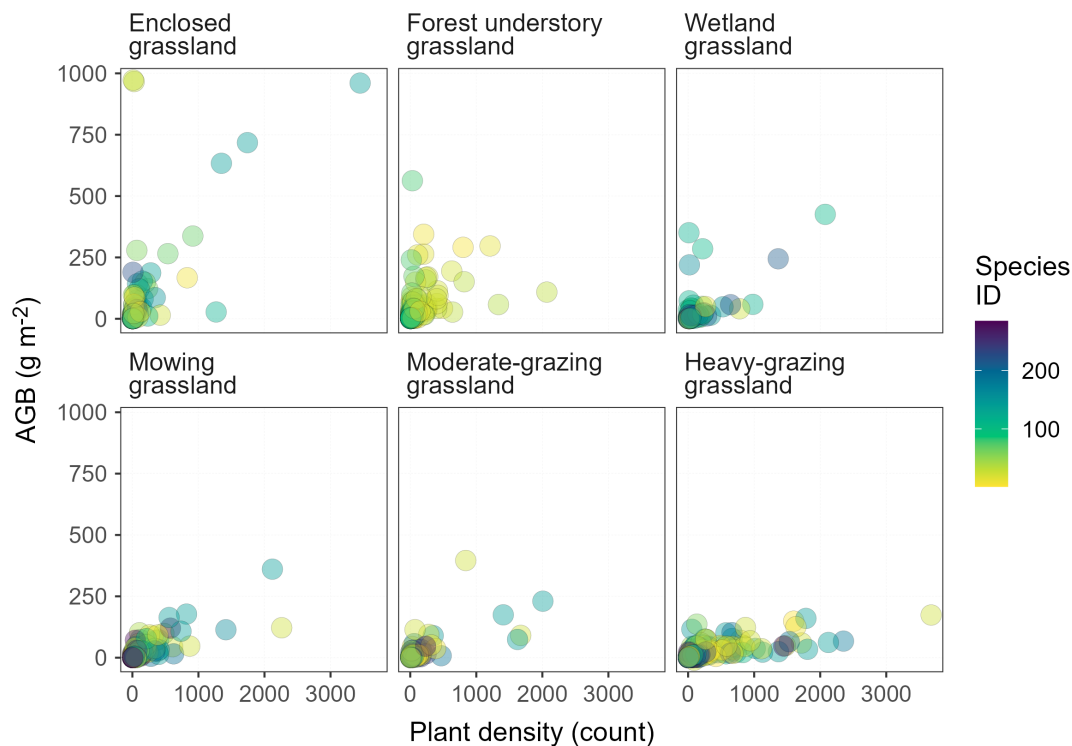 Enclosed
grassland
Forest understory
grassland
Wetland
grassland
1000
750
500
250
0
Mowing
grassland
Moderate-grazing
grassland
Heavy-grazing
grassland
1000
750
500
250
0
0 1000 2000 3000
0 1000 2000 3000
0 1000 2000 3000
Plant density (count)
AGB (g m⁻²)
Species
ID
200
100